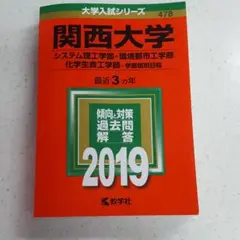 大学入試シリーズ
478
関西大学
システム理工学部・環境都市工学部・
化学生命工学部−学部個別日程
最近3カ年
傾向と対策
過去問
解答
2019
教学社